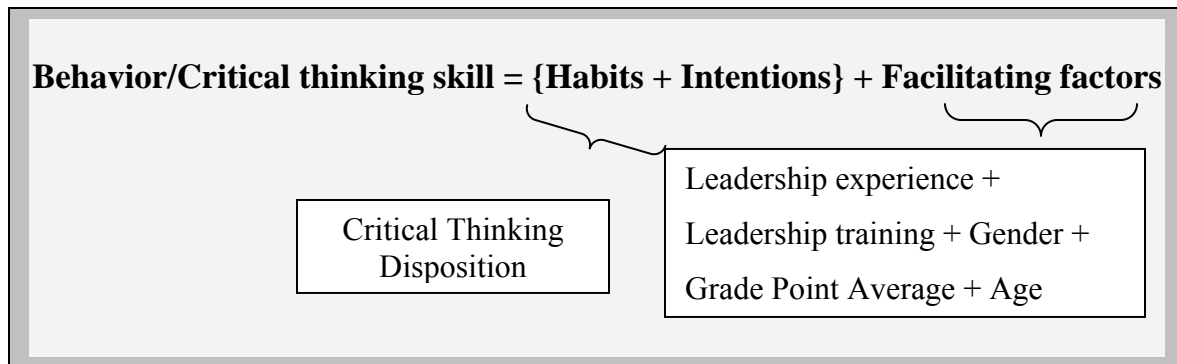 Behavior/Critical thinking skill = {Habits + Intentions} + Facilitating factors
Critical Thinking
Disposition
Leadership experience +
Leadership training + Gender +
Grade Point Average + Age